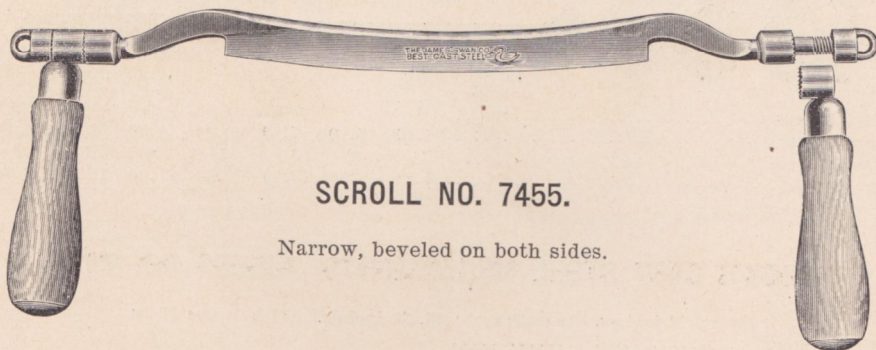 THE JAMES SWAN CO.
BEST CAST STEEL
SCROLL NO. 7455.
Narrow, beveled on both sides.